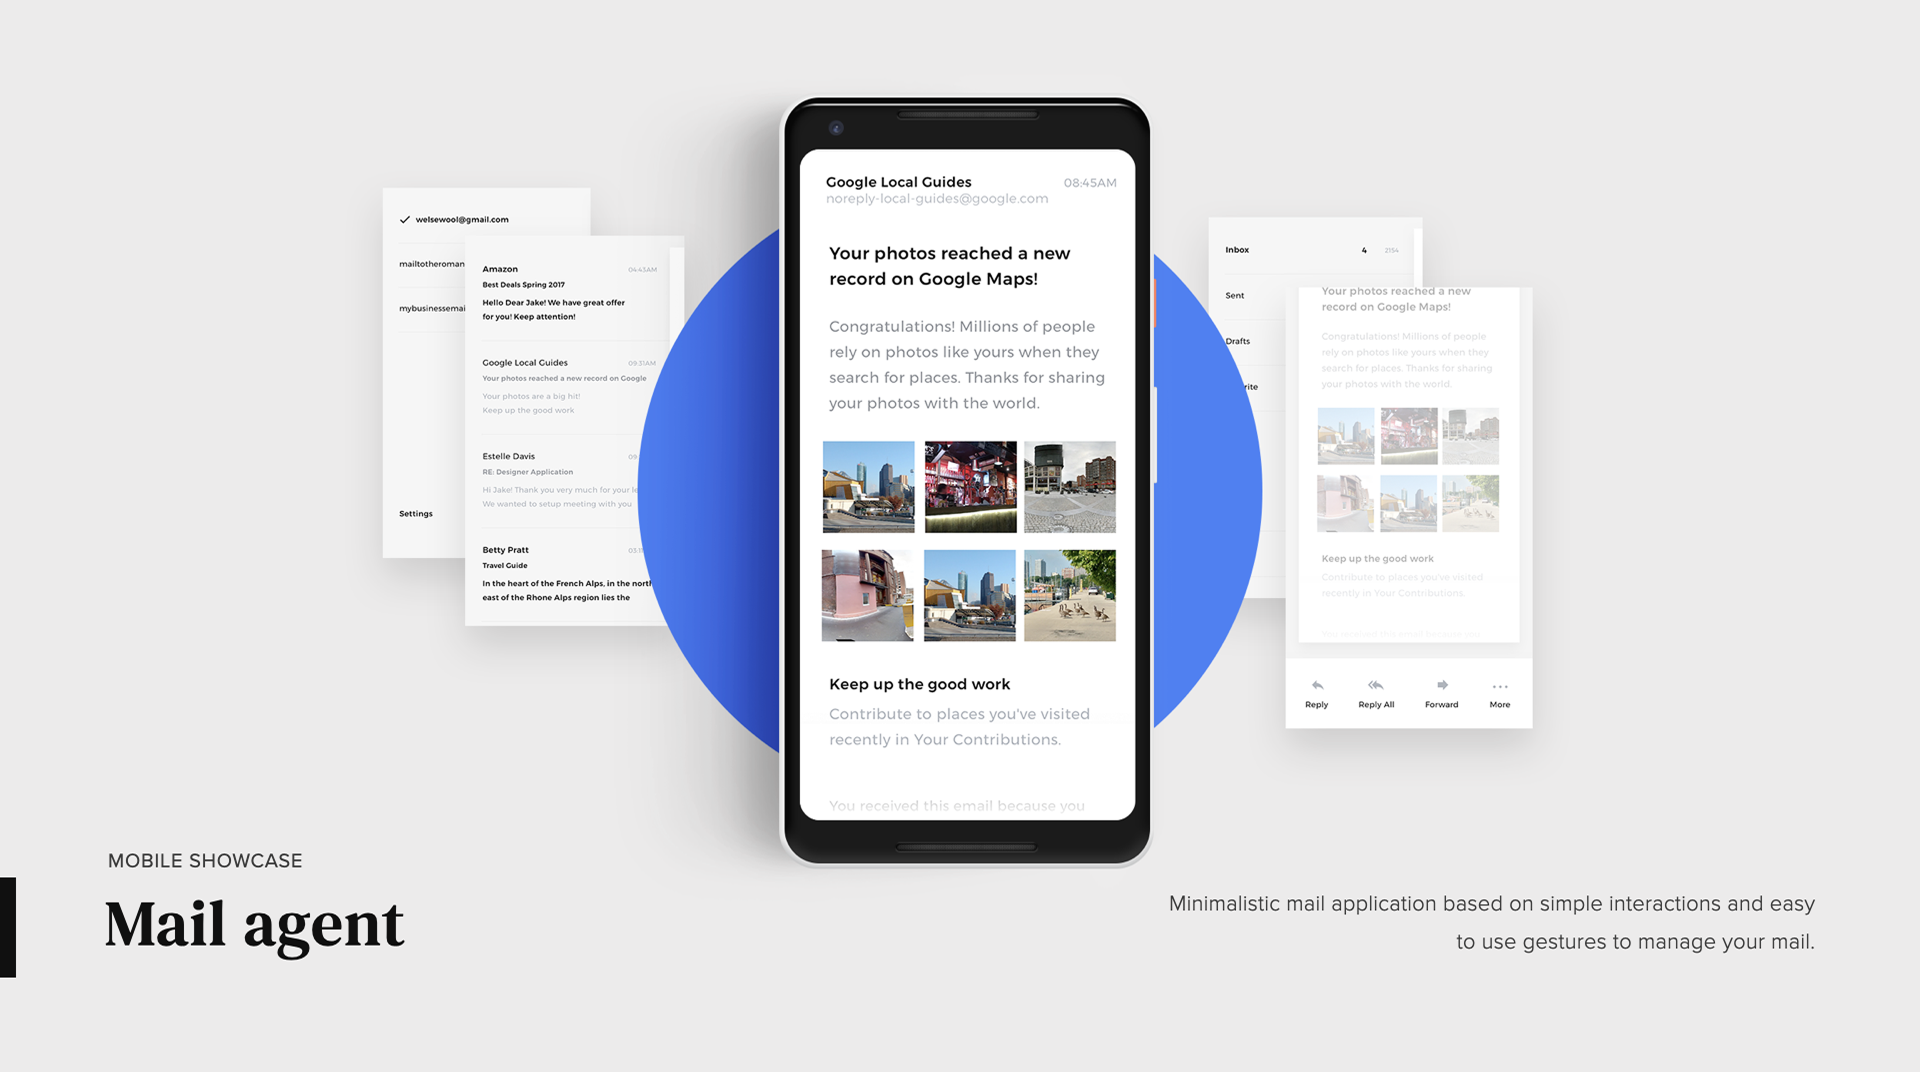 welsewool@gmail.com
mailtotheroman
mybusinessemai
Settings
Amazon
04:45AM
Best Deals Spring 2017
Hello Dear Jake! We have great offer
for you! Keep attention!
Google Local Guides
09:31AM
Your photos reached a new record on Google
Your photos are a big hit!
Keep up the good work
Estelle Davis
09:
RE: Designer Application
Hi Jake! Thank you very much for your le
We wanted to setup meeting with you
Betty Pratt
Travel Guide
In the heart of the French Alps, in the north
east of the Rhone Alps region lies the
Google Local Guides
08:45AM
noreply-local-guides@google.com
Your photos reached a new
record on Google Maps!
Congratulations! Millions of people
rely on photos like yours when they
search for places. Thanks for sharing
your photos with the world.
Keep up the good work
Contribute to places you've visited
recently in Your Contributions.
You received this email because you
Inbox
4
2154
Sent
Drafts
rite
Your photos reached a new
record on Google Maps!
Congratulations! Millions of people
rely on photos like yours when they
search for places. Thanks for sharing
your photos with the world.
Keep up the good work
Contribute to places you've visited
recently in Your Contributions.
You received this email because you
Reply
Reply All
Forward
More
MOBILE SHOWCASE
Mail agent
Minimalistic mail application based on simple interactions and easy
to use gestures to manage your mail.